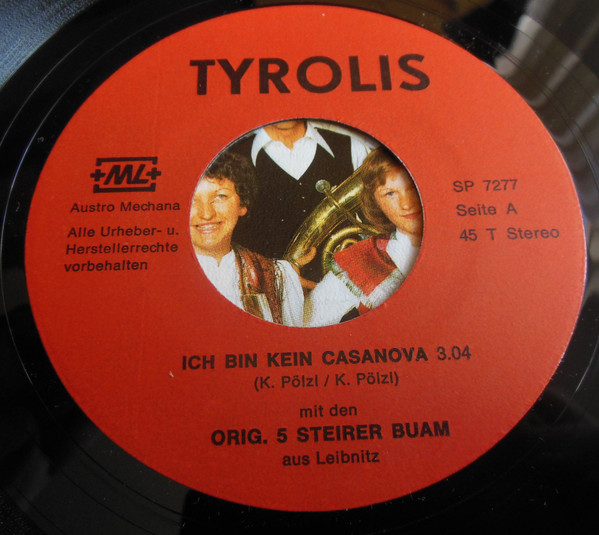 TYROLIS
+ML+
Austro Mechana
Alle Urheber- u.
Herstellerrechte
vorbehalten
SP 7277
Seite A
45 T Stereo
ICH BIN KEIN CASANOVA 3.04
(K. Pölzl / K. Pölzl)
mit den
ORIG. 5 STEIRER BUAM
aus Leibnitz